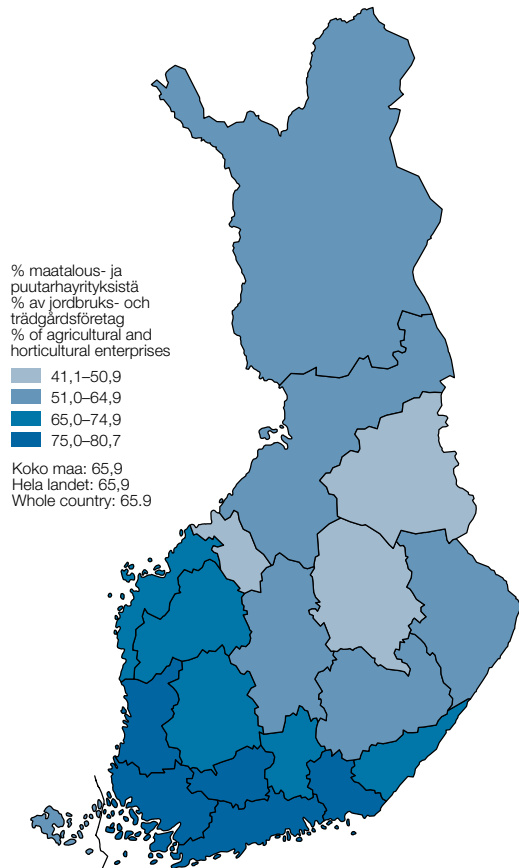 % maatalous- ja
puutarhayrityksistä
% av jordbruks- och
trädgårdsföretag
% of agricultural and
horticultural enterprises
41,1–50,9
51,0–64,9
65,0–74,9
75,0–80,7
Koko maa: 65,9
Hela landet: 65,9
Whole country: 65.9